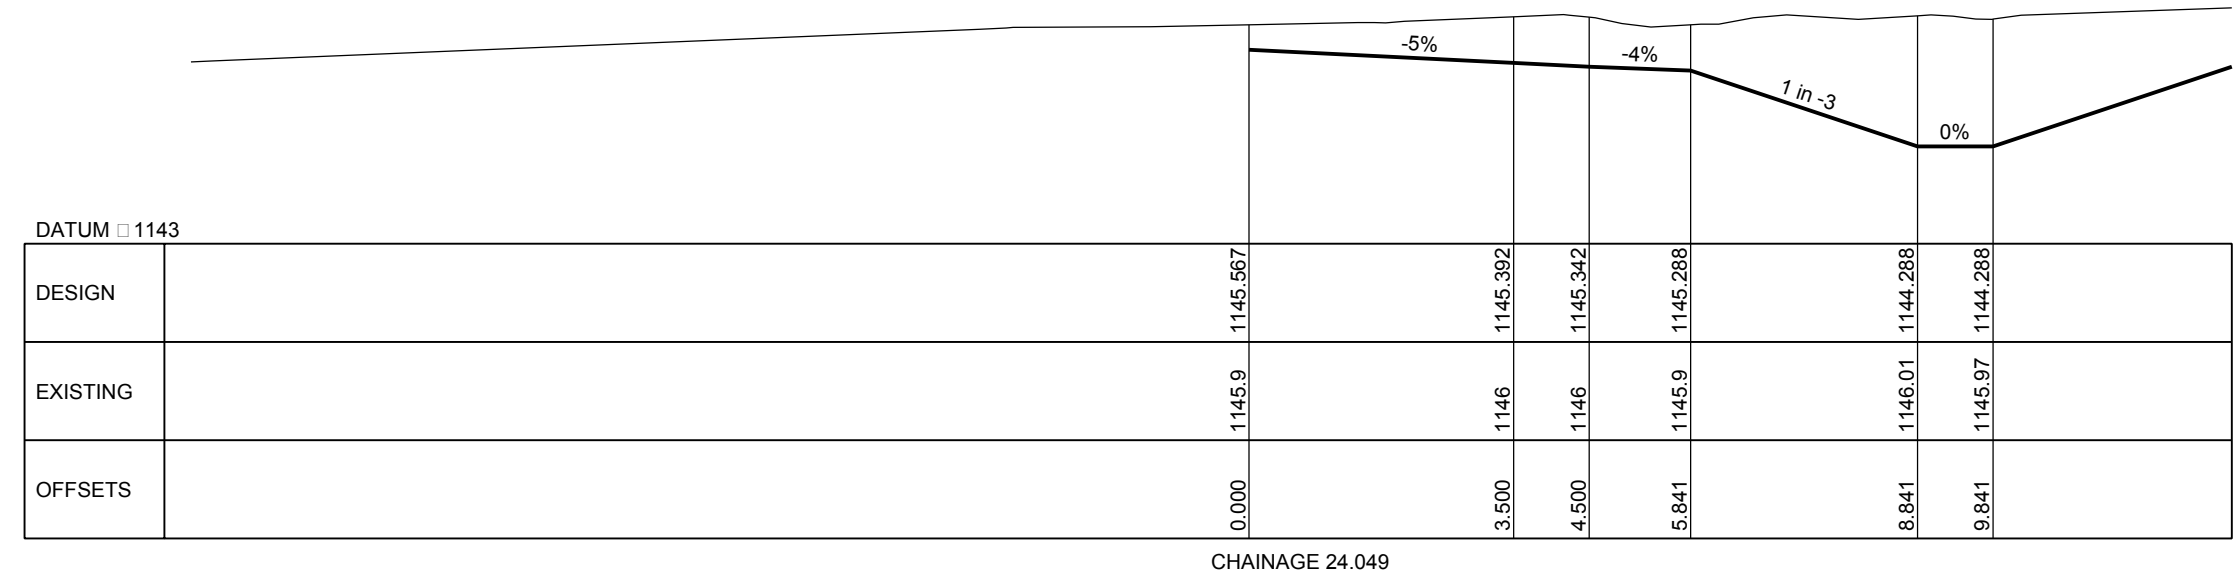 -5%
-4%
1 in -3
0%
DATUM □ 1143
DESIGN 1145.567 1145.392 1145.342 1145.288 1144.288 1144.288
EXISTING 1145.9 1146 1146 1145.9 1146.01 1145.97
OFFSETS 0.000 3.500 4.500 5.841 8.841 9.841
CHAINAGE 24.049